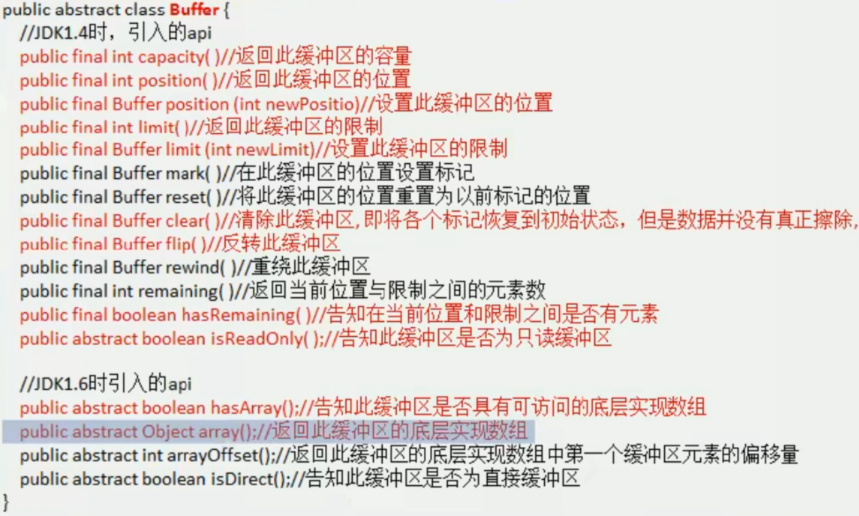 public abstract class Buffer {
//JDK1.4时，引入的api
public final int capacity( )//返回此缓冲区的容量
public final int position( )//返回此缓冲区的位置
public final Buffer position (int newPositio)//设置此缓冲区的位置
public final int limit( )//返回此缓冲区的限制
public final Buffer limit (int newLimit)//设置此缓冲区的限制
public final Buffer mark( )//在此缓冲区的位置设置标记
public final Buffer reset( )//将此缓冲区的位置重置为以前标记的位置
public final Buffer clear( )//清除此缓冲区,即将各个标记恢复到初始状态，但是数据并没有真正擦除,
public final Buffer flip( )//反转此缓冲区
public final Buffer rewind( )//重绕此缓冲区
public final int remaining( )//返回当前位置与限制之间的元素数
public final boolean hasRemaining( )//告知在当前位置和限制之间是否有元素
public abstract boolean isReadOnly( );//告知此缓冲区是否为只读缓冲区
//JDK1.6时引入的api
public abstract boolean hasArray();//告知此缓冲区是否具有可访问的底层实现数组
public abstract Object array();//返回此缓冲区的底层实现数组
public abstract int arrayOffset();//返回此缓冲区的底层实现数组中第一个缓冲区元素的偏移量
public abstract boolean isDirect();//告知此缓冲区是否为直接缓冲区
}